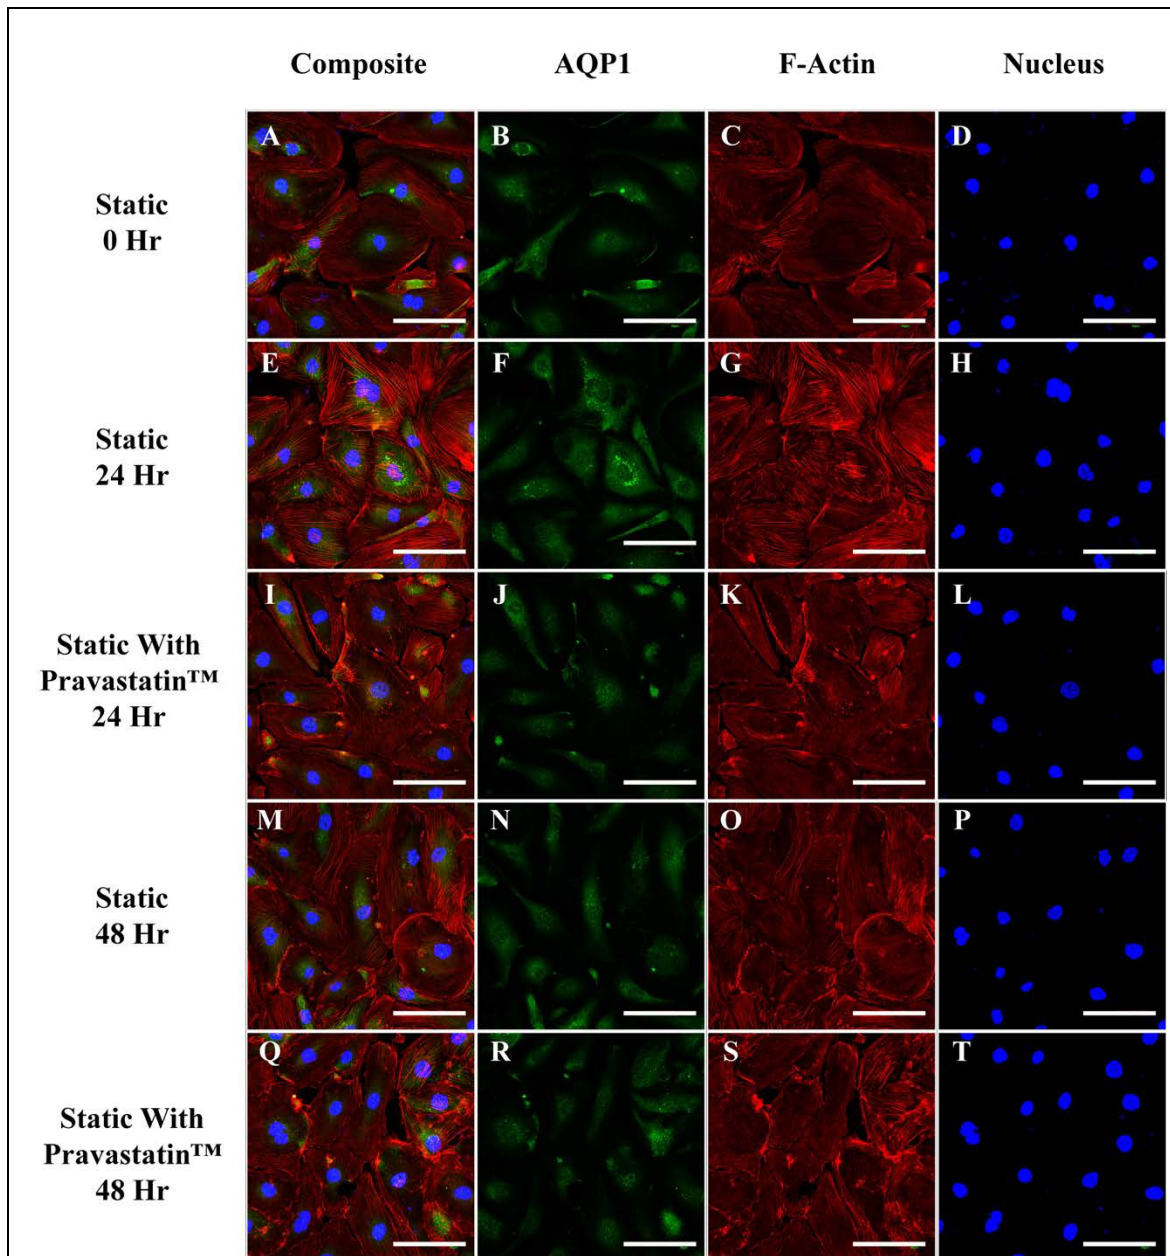 Composite AQP1 F-Actin Nucleus
A B C D
Static
0 Hr
E F G H
Static
24 Hr
I J K L
Static With
Pravastatin™
24 Hr
M N O P
Static
48 Hr
Q R S T
Static With
Pravastatin™
48 Hr